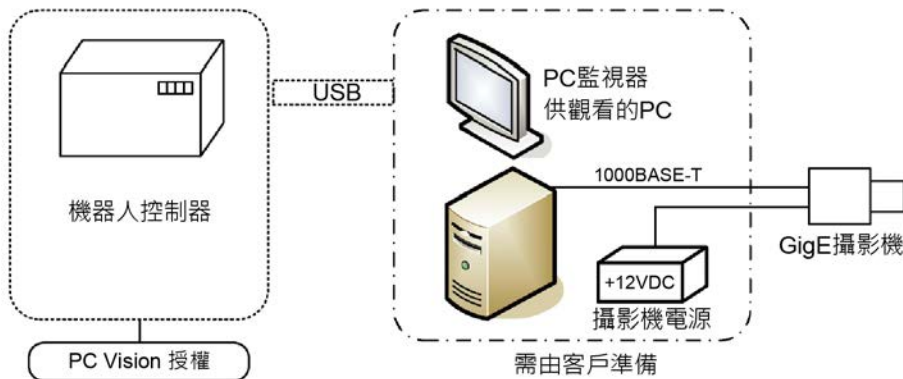 機器人控制器
PC Vision 授權
USB
PC監視器
供觀看的PC
1000BASE-T
+12VDC
攝影機電源
需由客戶準備
GigE攝影機